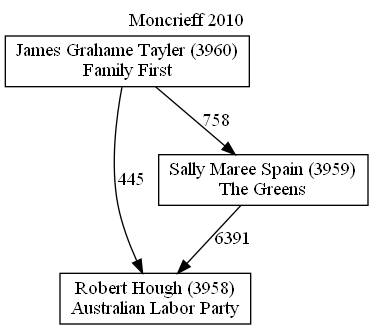 Moncrieff 2010
James Grahame Tayler (3960)
Family First
758
Sally Maree Spain (3959)
The Greens
445
6391
Robert Hough (3958)
Australian Labor Party